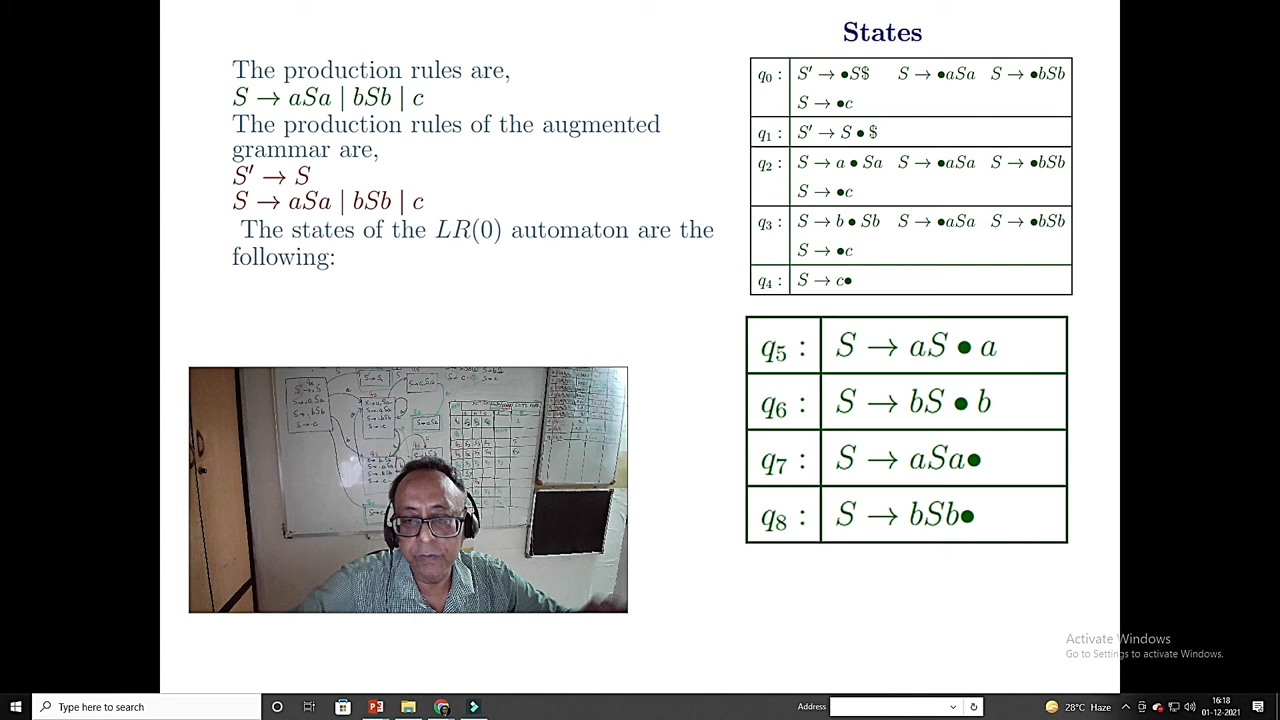 States
The production rules are,
S → aSa | bSb | c
The production rules of the augmented
grammar are,
S′ → S
S → aSa | bSb | c
The states of the LR(0) automaton are the
following:
q0 : S′ → •S$ S → •aSa S → •bSb
S → •c
q1 : S′ → S • $
q2 : S → a • Sa S → •aSa S → •bSb
S → •c
q3 : S → b • Sb S → •aSa S → •bSb
S → •c
q4 : S → c•
q5 : S → aS • a
q6 : S → bS • b
q7 : S → aSa•
q8 : S → bSb•
Activate Windows
Go to Settings to activate Windows.
Type here to search
Address
28°C Haze
16:18
01-12-2021